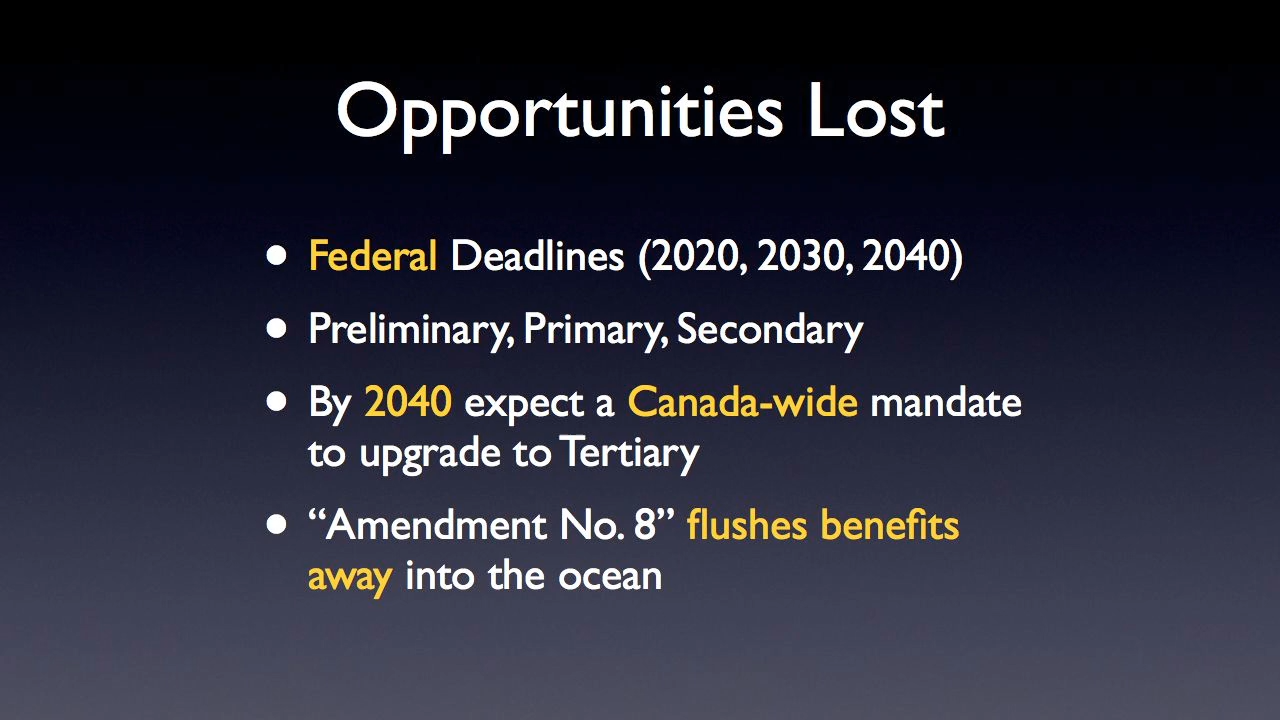 Opportunities Lost
• Federal Deadlines (2020, 2030, 2040)
• Preliminary, Primary, Secondary
• By 2040 expect a Canada-wide mandate
to upgrade to Tertiary
• “Amendment No. 8” flushes benefits
away into the ocean